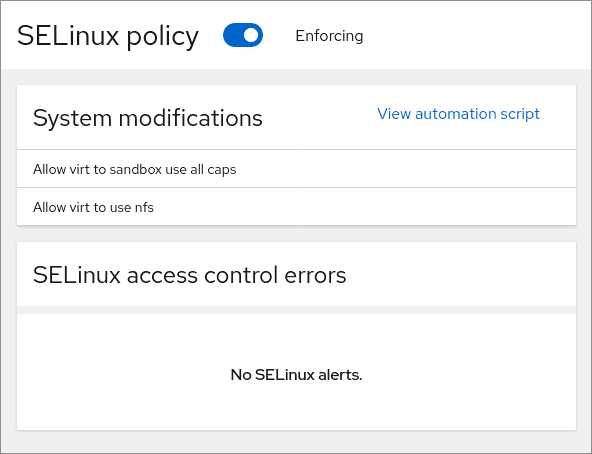 SELinux policy Enforcing
System modifications View automation script
Allow virt to sandbox use all caps
Allow virt to use nfs
SELinux access control errors
No SELinux alerts.